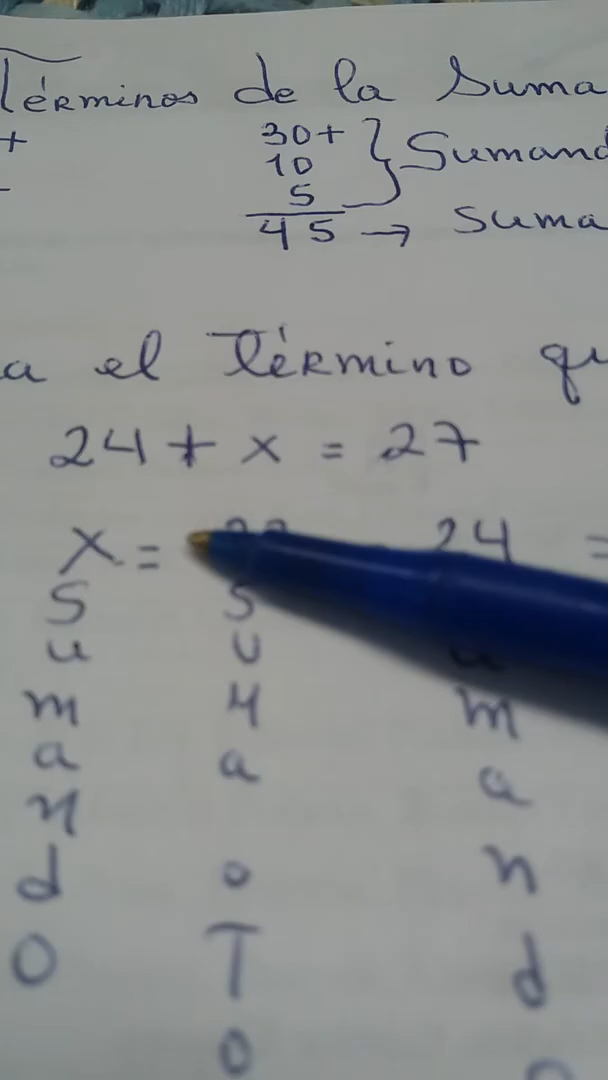 Términos de la Suma
+ 30+
10
5
45 → Suma
el Término
24 + x = 27
x = 24 =
S S
u U u
m M m
a a a
n
d o n
O T d
o